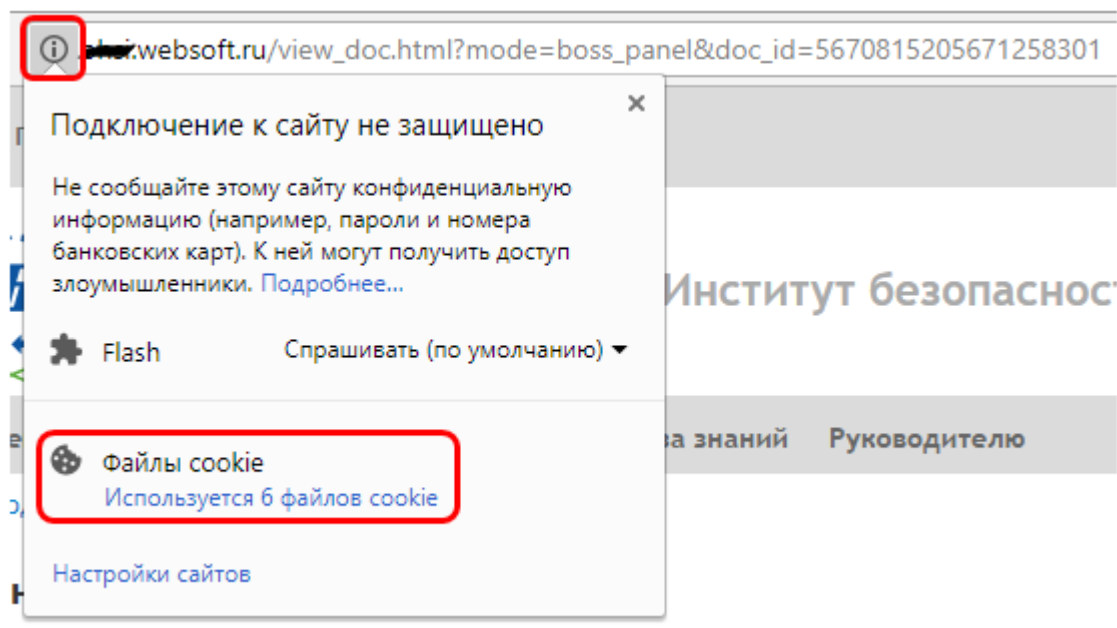 .websoft.ru/view_doc.html?mode=boss_panel&doc_id=5670815205671258301
Подключение к сайту не защищено
Не сообщайте этому сайту конфиденциальную
информацию (например, пароли и номера
банковских карт). К ней могут получить доступ
злоумышленники. Подробнее...
Институт безопасност
Flash Спрашивать (по умолчанию)
знаний Руководителю
Файлы cookie
Используется 6 файлов cookie
Настройки сайтов